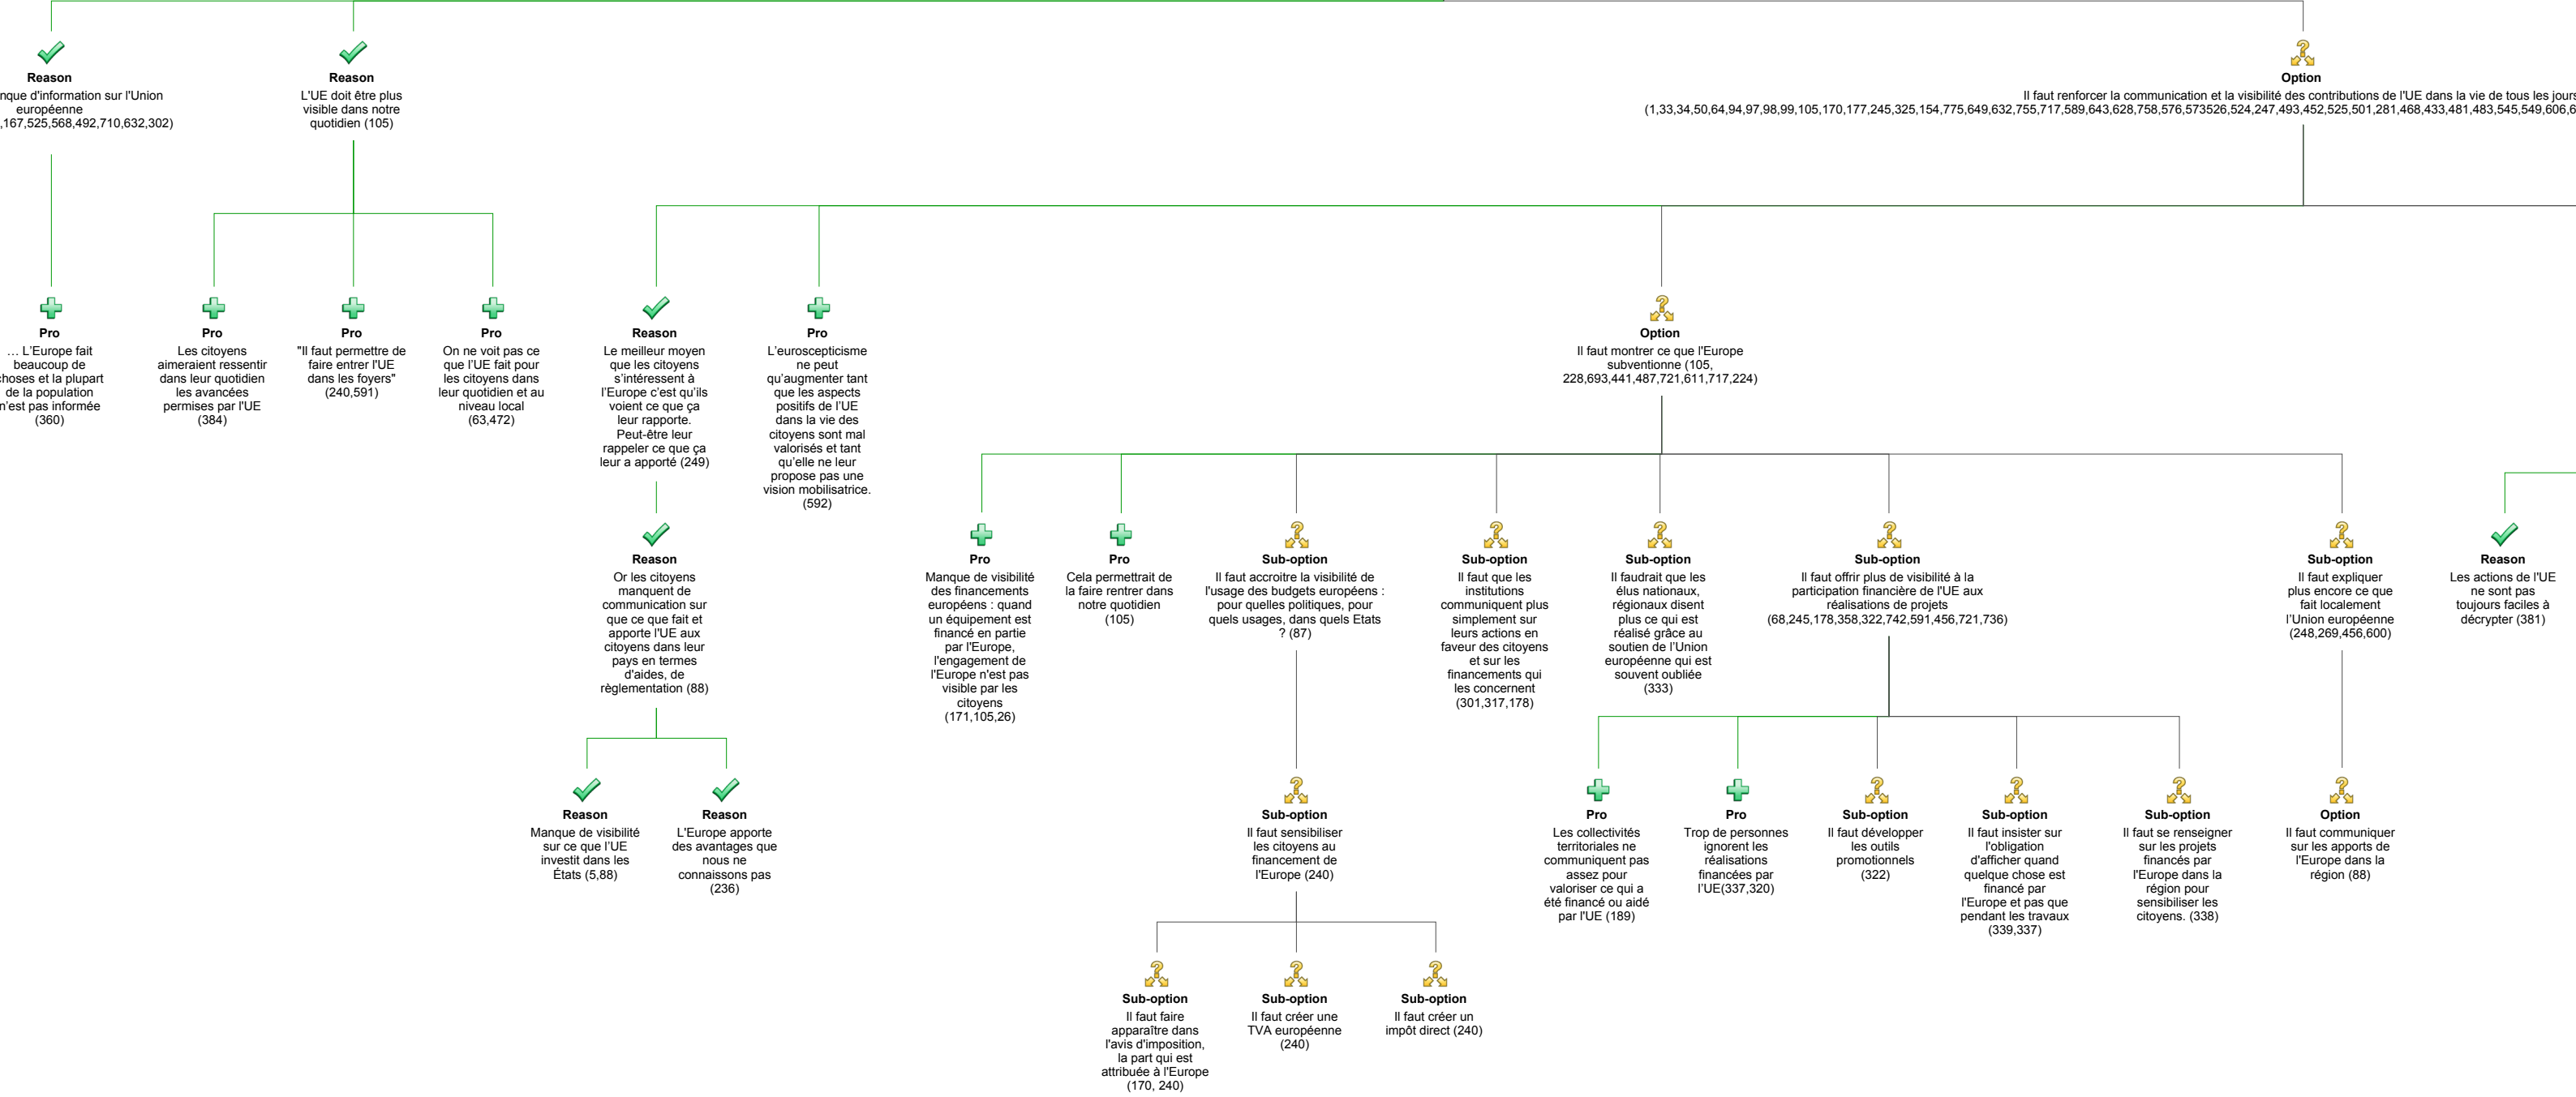 Reason
nque d'information sur l'Union
européenne
,167,525,568,492,710,632,302)
Reason
L'UE doit être plus
visible dans notre
quotidien (105)
Option
Il faut renforcer la communication et la visibilité des contributions de l'UE dans la vie de tous les jours
(1,33,34,50,64,94,97,98,99,105,170,177,245,325,154,775,649,632,755,717,589,643,628,758,576,573526,524,247,493,452,525,501,281,468,433,481,483,545,549,606,6
Pro
… L'Europe fait
beaucoup de
choses et la plupart
de la population
n'est pas informée
(360)
Pro
Les citoyens
aimeraient ressentir
dans leur quotidien
les avancées
permises par l'UE
(384)
Pro
"Il faut permettre de
faire entrer l'UE
dans les foyers"
(240,591)
Pro
On ne voit pas ce
que l'UE fait pour
les citoyens dans
leur quotidien et au
niveau local
(63,472)
Reason
Le meilleur moyen
que les citoyens
s'intéressent à
l'Europe c'est qu'ils
voient ce que ça
leur rapporte.
Peut-être leur
rappeler ce que ça
leur a apporté (249)
Pro
L'euroscepticisme
ne peut
qu'augmenter tant
que les aspects
positifs de l'UE
dans la vie des
citoyens sont mal
valorisés et tant
qu'elle ne leur
propose pas une
vision mobilisatrice.
(592)
Option
Il faut montrer ce que l'Europe
subventionne (105,
228,693,441,487,721,611,717,224)
Reason
Or les citoyens
manquent de
communication sur
que ce que fait et
apporte l'UE aux
citoyens dans leur
pays en termes
d'aides, de
règlementation (88)
Pro
Manque de visibilité
des financements
européens : quand
un équipement est
financé en partie
par l'Europe,
l'engagement de
l'Europe n'est pas
visible par les
citoyens
(171,105,26)
Pro
Cela permettrait de
la faire rentrer dans
notre quotidien
(105)
Sub-option
Il faut accroitre la visibilité de
l'usage des budgets européens :
pour quelles politiques, pour
quels usages, dans quels Etats
? (87)
Sub-option
Il faut que les
institutions
communiquent plus
simplement sur
leurs actions en
faveur des citoyens
et sur les
financements qui
les concernent
(301,317,178)
Sub-option
Il faudrait que les
élus nationaux,
régionaux disent
plus ce qui est
réalisé grâce au
soutien de l'Union
européenne qui est
souvent oubliée
(333)
Sub-option
Il faut offrir plus de visibilité à la
participation financière de l'UE aux
réalisations de projets
(68,245,178,358,322,742,591,456,721,736)
Sub-option
Il faut expliquer
plus encore ce que
fait localement
l'Union européenne
(248,269,456,600)
Reason
Les actions de l'UE
ne sont pas
toujours faciles à
décrypter (381)
Reason
Manque de visibilité
sur ce que l'UE
investit dans les
États (5,88)
Reason
L'Europe apporte
des avantages que
nous ne
connaissons pas
(236)
Sub-option
Il faut sensibiliser
les citoyens au
financement de
l'Europe (240)
Pro
Les collectivités
territoriales ne
communiquent pas
assez pour
valoriser ce qui a
été financé ou aidé
par l'UE (189)
Pro
Trop de personnes
ignorent les
réalisations
financées par
l'UE(337,320)
Sub-option
Il faut développer
les outils
promotionnels
(322)
Sub-option
Il faut insister sur
l'obligation
d'afficher quand
quelque chose est
financé par
l'Europe et pas que
pendant les travaux
(339,337)
Sub-option
Il faut se renseigner
sur les projets
financés par
l'Europe dans la
région pour
sensibiliser les
citoyens. (338)
Option
Il faut communiquer
sur les apports de
l'Europe dans la
région (88)
Sub-option
Il faut faire
apparaître dans
l'avis d'imposition,
la part qui est
attribuée à l'Europe
(170, 240)
Sub-option
Il faut créer une
TVA européenne
(240)
Sub-option
Il faut créer un
impôt direct (240)